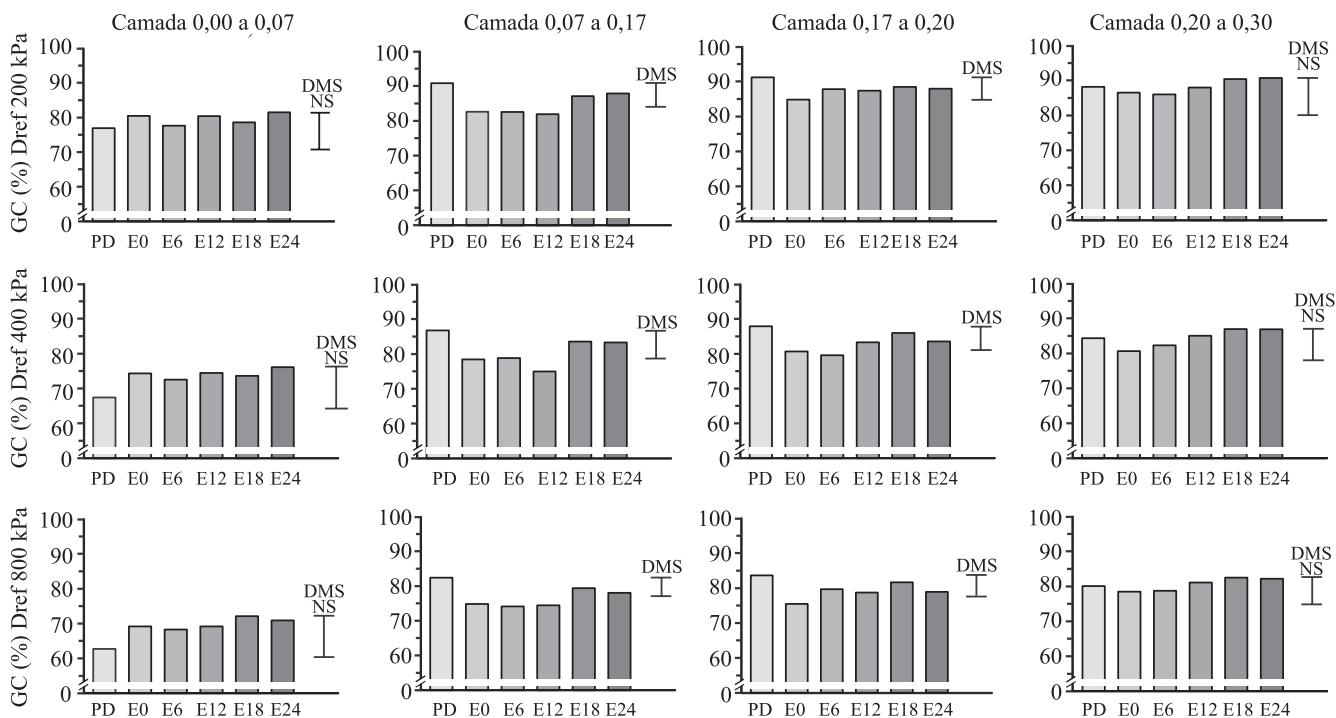 Camada 0,00 a 0,07
Camada 0,07 a 0,17
Camada 0,17 a 0,20
Camada 0,20 a 0,30
GC (%) Dref 200 kPa
100
90
80
70
60
0
DMS
NS
PD E0 E6 E12 E18 E24
100
90
80
70
60
0
DMS
PD E0 E6 E12 E18 E24
100
90
80
70
60
0
DMS
PD E0 E6 E12 E18 E24
100
90
80
70
60
0
DMS
NS
PD E0 E6 E12 E18 E24
GC (%) Dref 400 kPa
100
90
80
70
60
0
DMS
NS
PD E0 E6 E12 E18 E24
100
90
80
70
60
0
DMS
PD E0 E6 E12 E18 E24
100
90
80
70
60
0
DMS
PD E0 E6 E12 E18 E24
100
90
80
70
60
0
DMS
NS
PD E0 E6 E12 E18 E24
GC (%) Dref 800 kPa
100
90
80
70
60
0
DMS
NS
PD E0 E6 E12 E18 E24
100
90
80
70
60
0
DMS
PD E0 E6 E12 E18 E24
100
90
80
70
60
0
DMS
PD E0 E6 E12 E18 E24
100
90
80
70
60
0
DMS
NS
PD E0 E6 E12 E18 E24